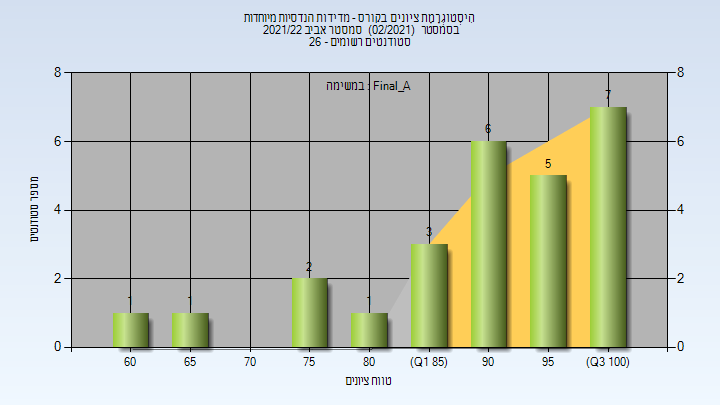 היסטוגרמת ציונים בקורס - מדידות הנדסיות מיוחדות
בסמסטר (02/2021) סמסטר אביב 2021/22
סטודנטים רשומים - 26
במשימה : Final_A
8 8
7
6 6 6
5
מספר סטודנטים
4 4
3
2 2 2
1 1 1
0 0
60 65 70 75 80 (Q1 85) 90 95 (Q3 100)
טווח ציונים